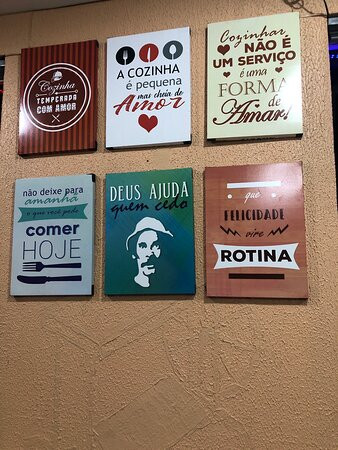 Cozinha
TEMPERADA
COM AMOR
A COZINHA
é pequena
mas cheia de
Amor
Cozinhar
NÃO É
UM SERVIÇO
é uma
FORMA
de
Amar!
não deixe para
amanhã
o que você pode
comer
HOJE
DEUS AJUDA
quem cedo
que
FELICIDADE
vire
ROTINA